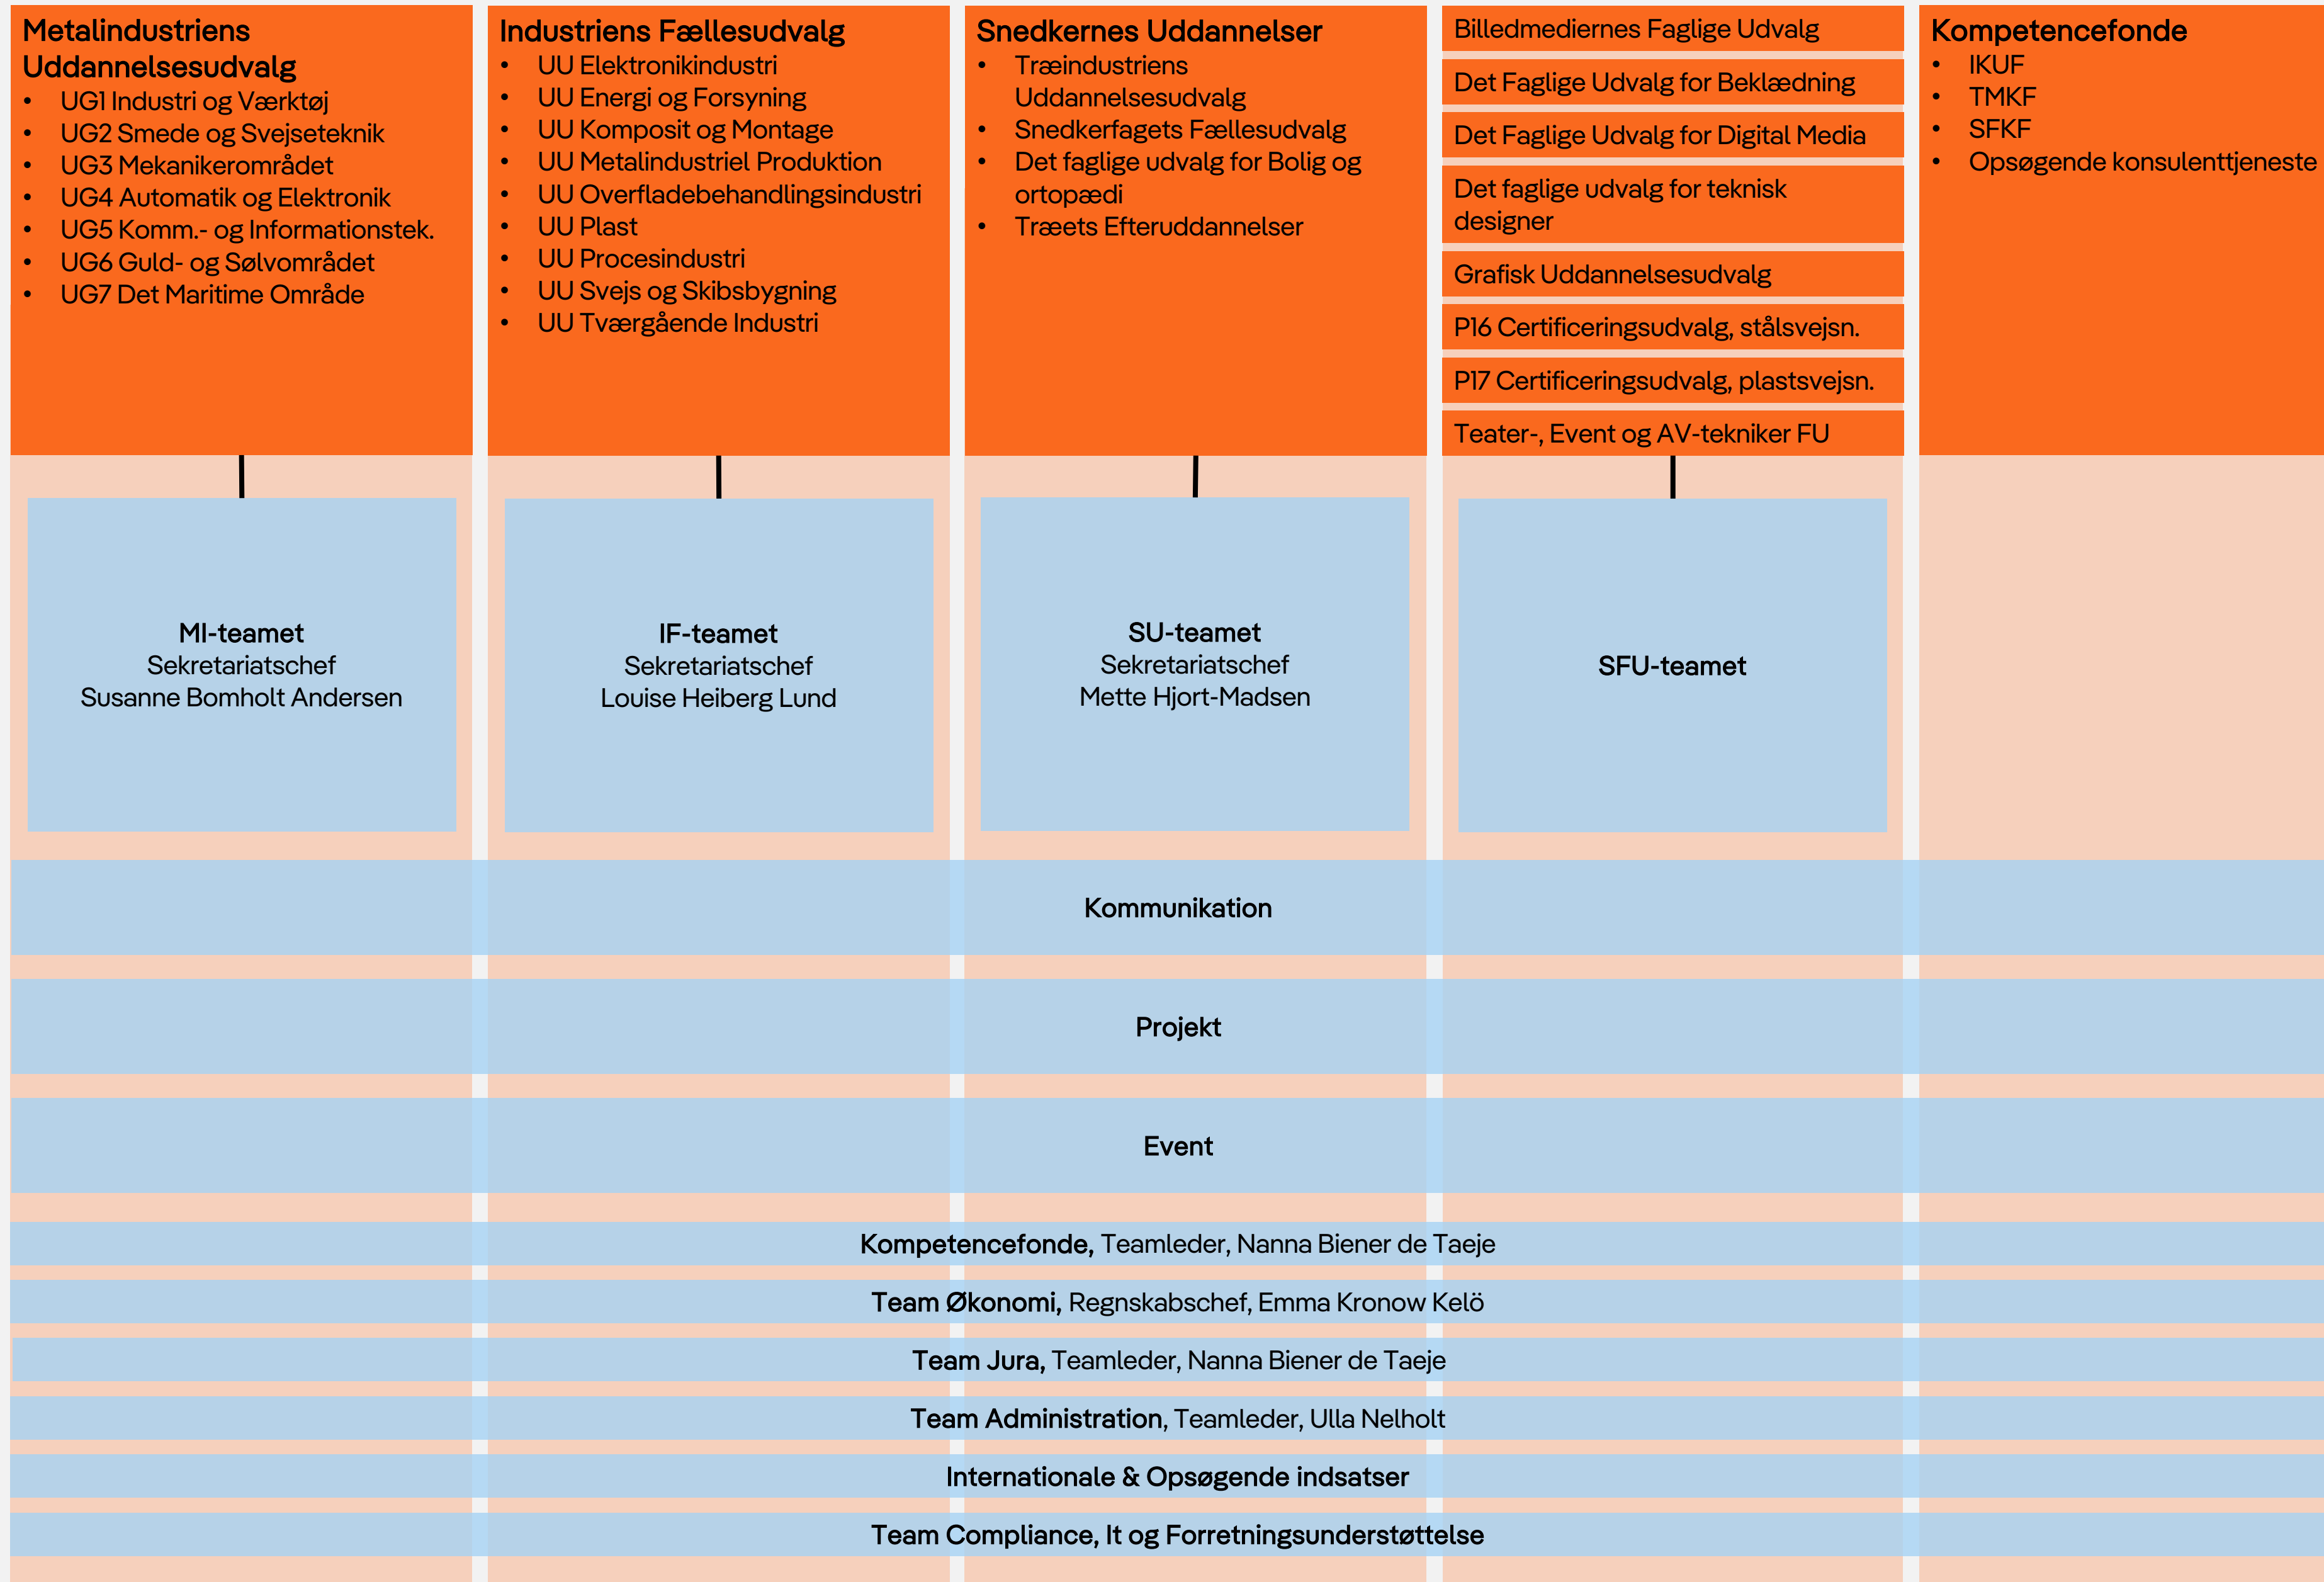 Metalindustriens
Uddannelsesudvalg
• UG1 Industri og Værktøj
• UG2 Smede og Svejseteknik
• UG3 Mekanikerområdet
• UG4 Automatik og Elektronik
• UG5 Komm.- og Informationstek.
• UG6 Guld- og Sølvområdet
• UG7 Det Maritime Område
Industriens Fællesudvalg
• UU Elektronikindustri
• UU Energi og Forsyning
• UU Komposit og Montage
• UU Metalindustriel Produktion
• UU Overfladebehandlingsindustri
• UU Plast
• UU Procesindustri
• UU Svejs og Skibsbygning
• UU Tværgående Industri
Snedkernes Uddannelser
• Træindustriens
Uddannelsesudvalg
• Snedkerfagets Fællesudvalg
• Det faglige udvalg for Bolig og
ortopædi
• Træets Efteruddannelser
Billedmediernes Faglige Udvalg
Det Faglige Udvalg for Beklædning
Det Faglige Udvalg for Digital Media
Det faglige udvalg for teknisk
designer
Grafisk Uddannelsesudvalg
P16 Certificeringsudvalg, stålsvejsn.
P17 Certificeringsudvalg, plastsvejsn.
Teater-, Event og AV-tekniker FU
Kompetencefonde
• IKUF
• TMKF
• SFKF
• Opsøgende konsulenttjeneste
MI-teamet
Sekretariatschef
Susanne Bomholt Andersen
IF-teamet
Sekretariatschef
Louise Heiberg Lund
SU-teamet
Sekretariatschef
Mette Hjort-Madsen
SFU-teamet
Kommunikation
Projekt
Event
Kompetencefonde, Teamleder, Nanna Biener de Taeje
Team Økonomi, Regnskabschef, Emma Kronow Kelö
Team Jura, Teamleder, Nanna Biener de Taeje
Team Administration, Teamleder, Ulla Nelholt
Internationale & Opsøgende indsatser
Team Compliance, It og Forretningsunderstøttelse